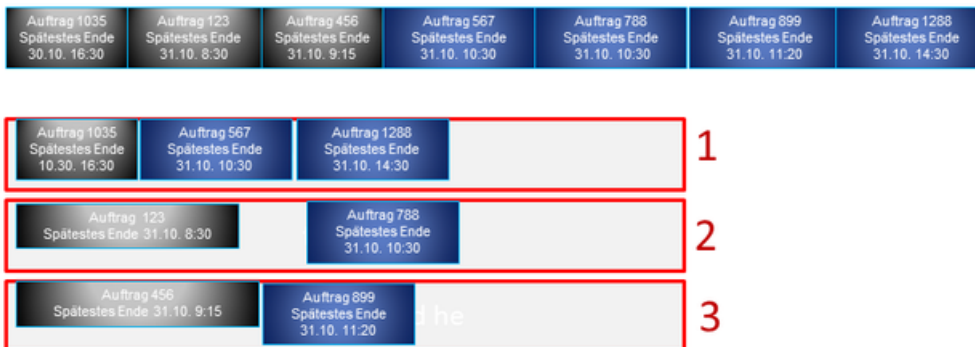 Auftrag 1035
Spätestes Ende
30.10. 16:30
Auftrag 123
Spätestes Ende
31.10. 8:30
Auftrag 456
Spätestes Ende
31.10. 9:15
Auftrag 567
Spätestes Ende
31.10. 10:30
Auftrag 788
Spätestes Ende
31.10. 10:30
Auftrag 899
Spätestes Ende
31.10. 11:20
Auftrag 1288
Spätestes Ende
31.10. 14:30
Auftrag 1035
Spätestes Ende
10.30. 16:30
Auftrag 567
Spätestes Ende
31.10. 10:30
Auftrag 1288
Spätestes Ende
31.10. 14:30
1
Auftrag 123
Spätestes Ende 31.10. 8:30
Auftrag 788
Spätestes Ende
31.10. 10:30
2
Auftrag 456
Spätestes Ende 31.10. 9:15
Auftrag 899
Spätestes Ende
31.10. 11:20
he
3